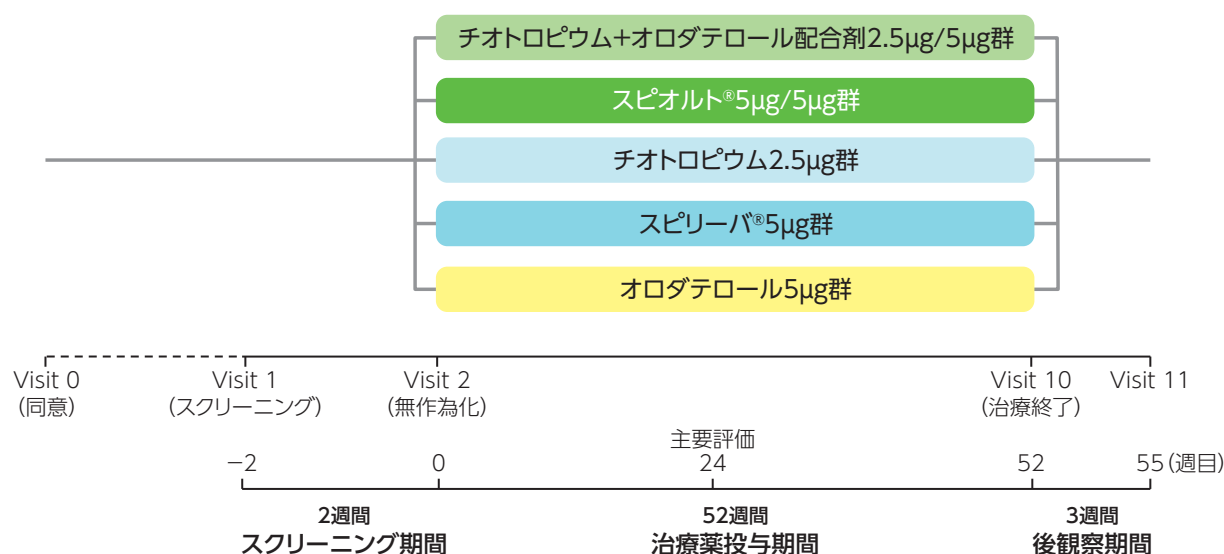 チオトロピウム+オロダテロール配合剤2.5μg/5μg群
スピオルト®5μg/5μg群
チオトロピウム2.5μg群
スピリーバ®5μg群
オロダテロール5μg群
Visit 0 Visit 1 Visit 2 Visit 10 Visit 11
(同意) (スクリーニング) (無作為化) (治療終了)
主要評価
−2 0 24 52 55(週目)
2週間 52週間 3週間
スクリーニング期間 治療薬投与期間 後観察期間